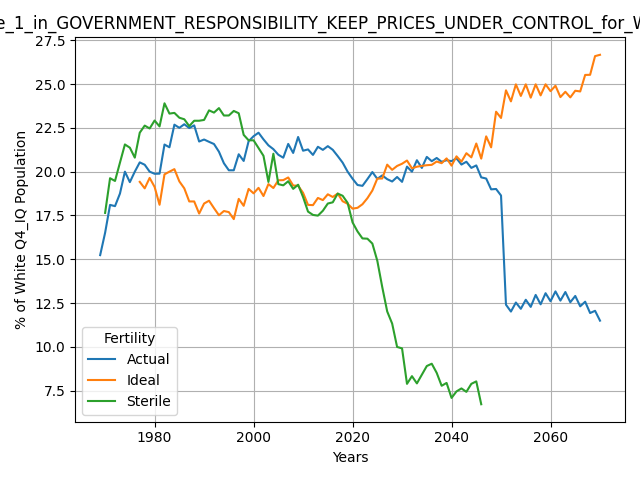 e_1_in_GOVERNMENT_RESPONSIBILITY_KEEP_PRICES_UNDER_CONTROL_for_W
27.5
25.0
22.5
20.0
17.5
15.0
12.5
10.0
7.5
% of White Q4_IQ Population
Fertility
Actual
Ideal
Sterile
1980 2000 2020 2040 2060
Years